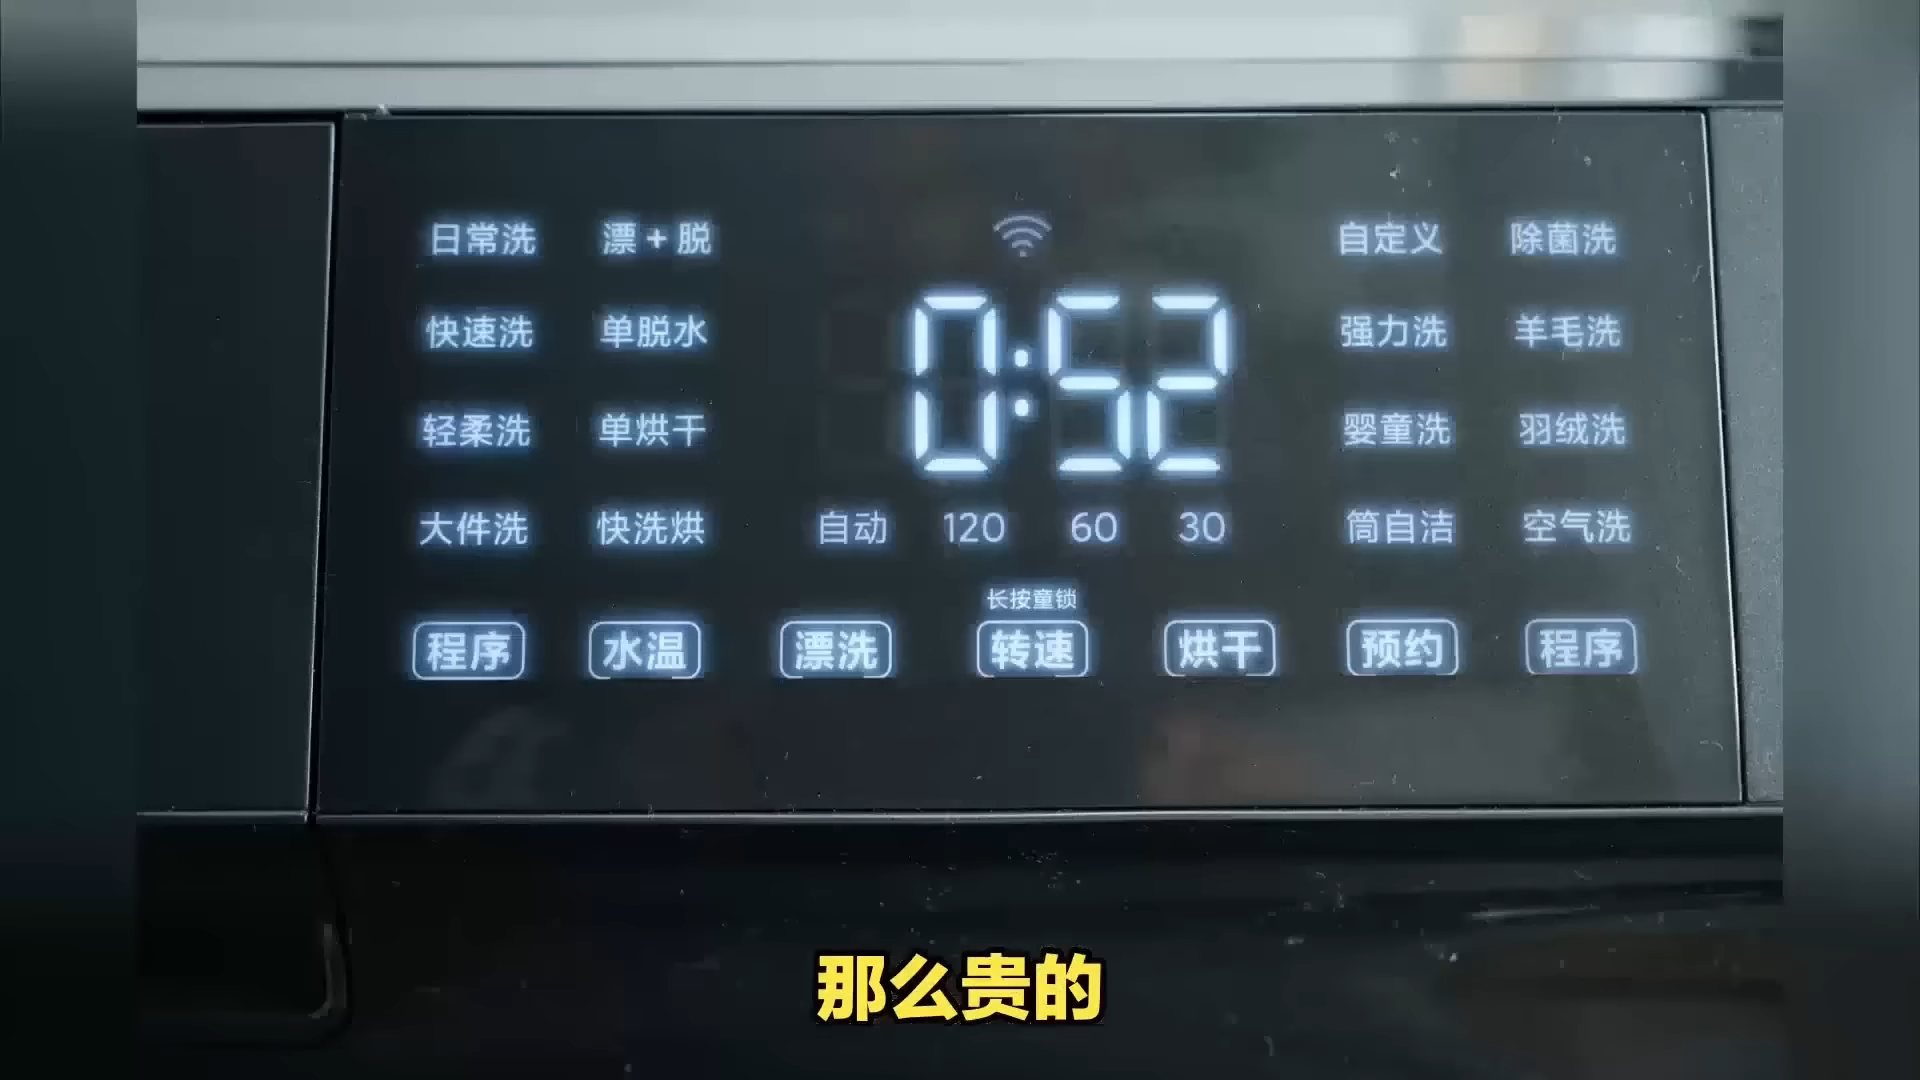 日常洗 漂+脱 自定义 除菌洗
0:52
快速洗 单脱水 强力洗 羊毛洗
轻柔洗 单烘干 婴童洗 羽绒洗
大件洗 快洗烘 自动 120 60 30 筒自洁 空气洗
长按童锁
程序 水温 漂洗 转速 烘干 预约 程序
那么贵的